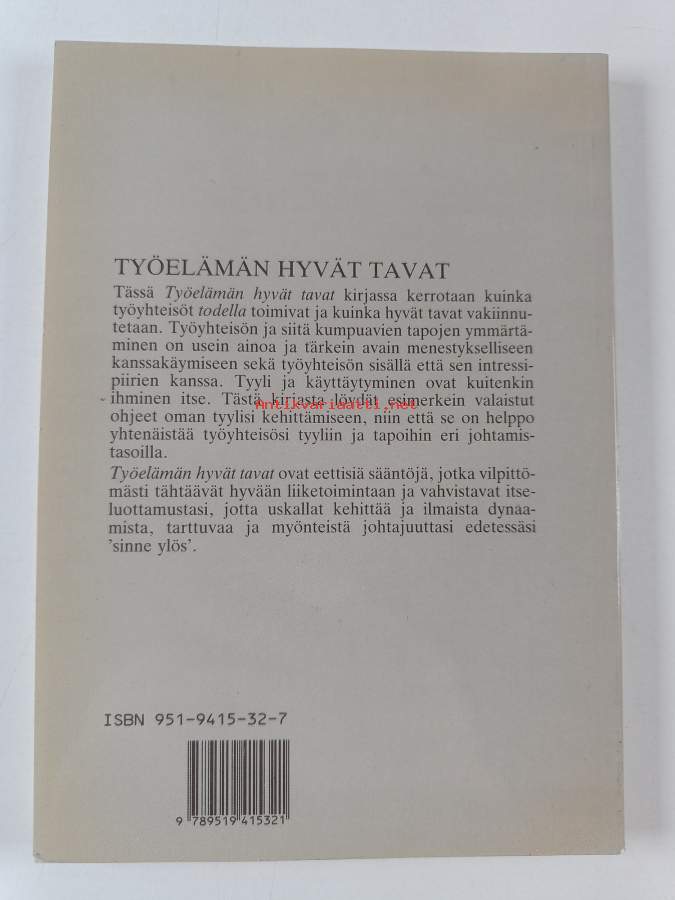 TYÖELÄMÄN HYVÄT TAVAT
Tässä Työelämän hyvät tavat kirjassa kerrotaan kuinka
työyhteisöt todella toimivat ja kuinka hyvät tavat vakiinnu-
tetaan. Työyhteisön ja siitä kumpuavien tapojen ymmärtä-
minen on usein ainoa ja tärkein avain menestykselliseen
kanssakäymiseen sekä työyhteisön sisällä että sen intressi-
piirien kanssa. Tyyli ja käyttäytyminen ovat kuitenkin
ihminen itse. Tästä kirjasta löydät esimerkein valaistut
Antikvariaatti.net
ohjeet oman tyylisi kehittämiseen, niin että se on helppo
yhtenäistää työyhteisösi tyyliin ja tapoihin eri johtamis-
tasoilla.
Työelämän hyvät tavat ovat eettisiä sääntöjä, jotka vilpittö-
mästi tähtäävät hyvään liiketoimintaan ja vahvistavat itse-
luottamustasi, jotta uskallat kehittää ja ilmaista dynaa-
mista, tarttuvaa ja myönteistä johtajuuttasi edetessäsi
'sinne ylös'.
ISBN 951-9415-32-7
9 789519 415321